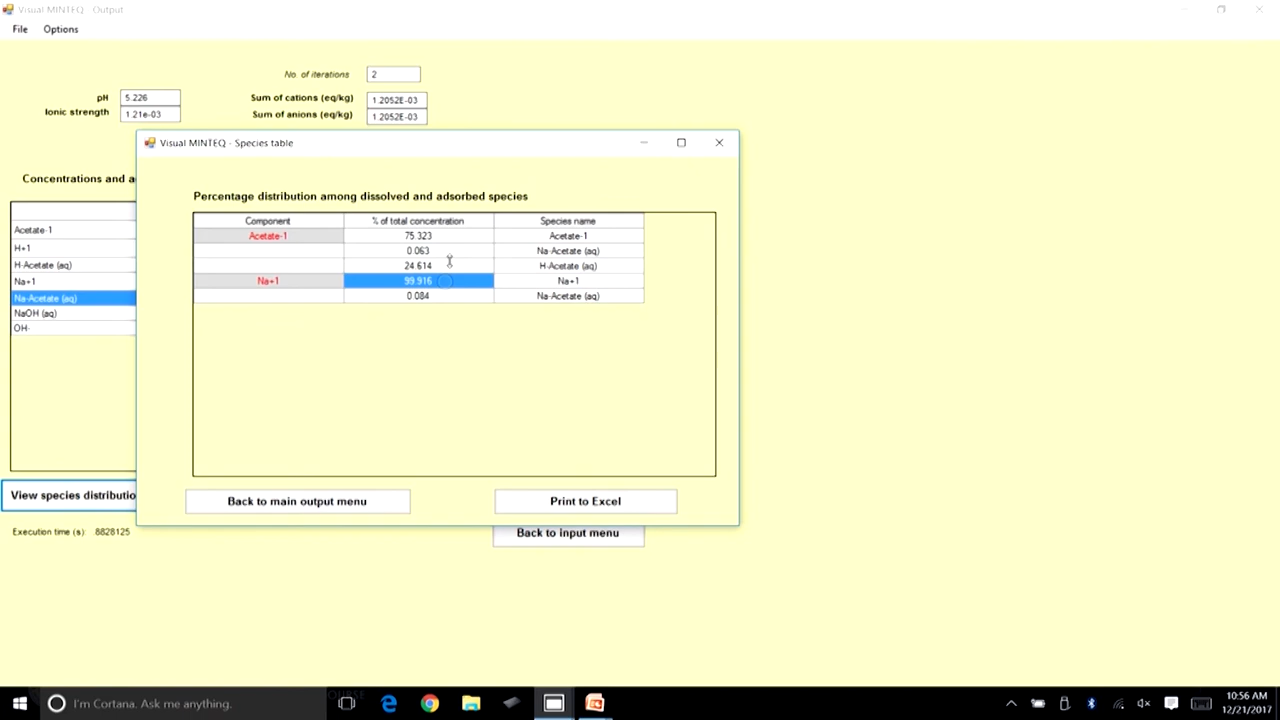 Visual MINTEQ - Output
File Options
No. of iterations 2
pH 5.226 Sum of cations (eq/kg) 1.2052E-03
Ionic strength 1.21e-03 Sum of anions (eq/kg) 1.2052E-03
Visual MINTEQ - Species table
Concentrations and a
Percentage distribution among dissolved and adsorbed species
Component % of total concentration Species name
Acetate-1 75.323 Acetate-1
0.063 Na-Acetate (aq)
24.614 H-Acetate (aq)
Na+1 99.916 Na+1
0.084 Na-Acetate (aq)
Acetate-1
H+1
H-Acetate (aq)
Na+1
Na-Acetate (aq)
NaOH (aq)
OH-
View species distributio
Back to main output menu Print to Excel
Execution time (s): 8828125
Back to input menu
I'm Cortana. Ask me anything.
10:56 AM
12/21/2017